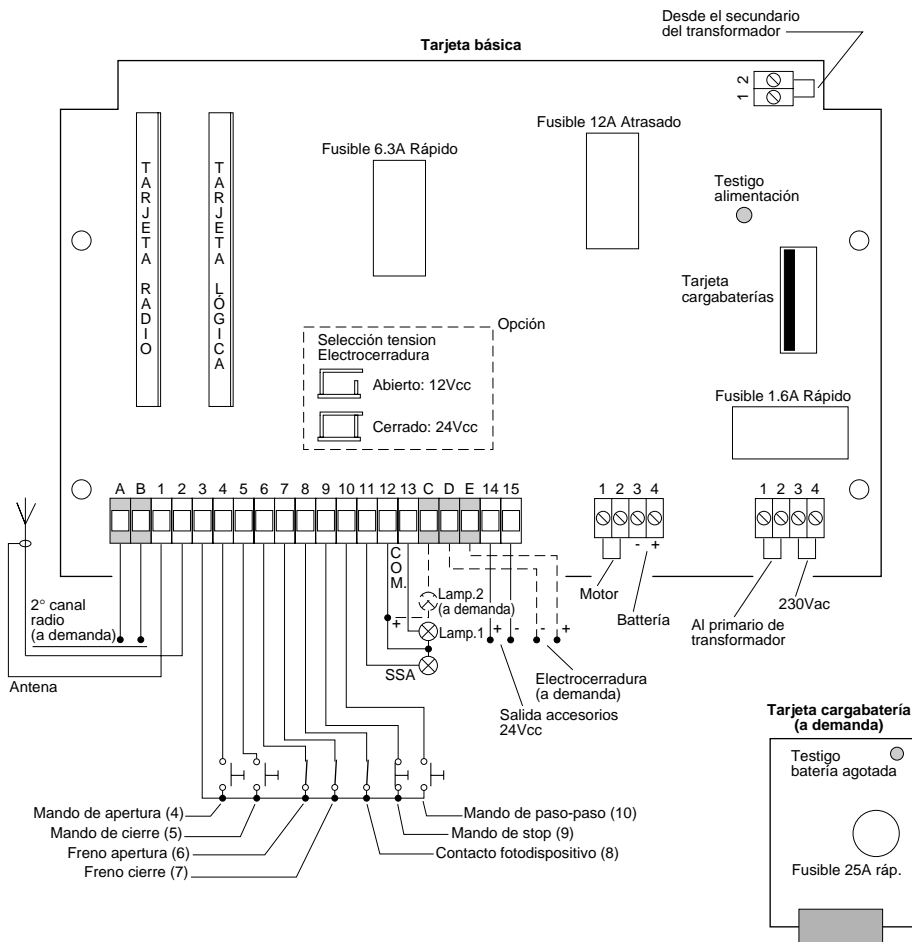 Desde el secundario
del transformador
Tarjeta básica
1 2
Fusible 12A Atrasado
Fusible 6.3A Rápido
TARJETA RADIO
TARJETA LÓGICA
Testigo
alimentación
Tarjeta
cargabaterías
Opción
Selección tension
Electrocerradura
Abierto: 12Vcc
Cerrado: 24Vcc
Fusible 1.6A Rápido
A B 1 2 3 4 5 6 7 8 9 10 11 12 13 C D E 14 15
1 2 3 4
1 2 3 4
COM.
- +
Motor
Battería
230Vac
Al primario de
transformador
2° canal
radio
(a demanda)
Lamp.2
(a demanda)
+
Lamp.1
+ - - +
SSA
Antena
Electrocerradura
(a demanda)
Salida accesorios
24Vcc
Tarjeta cargabatería
(a demanda)
Testigo
batería agotada
Fusible 25A ráp.
Mando de apertura (4)
Mando de cierre (5)
Freno apertura (6)
Freno cierre (7)
Mando de paso-paso (10)
Mando de stop (9)
Contacto fotodispositivo (8)